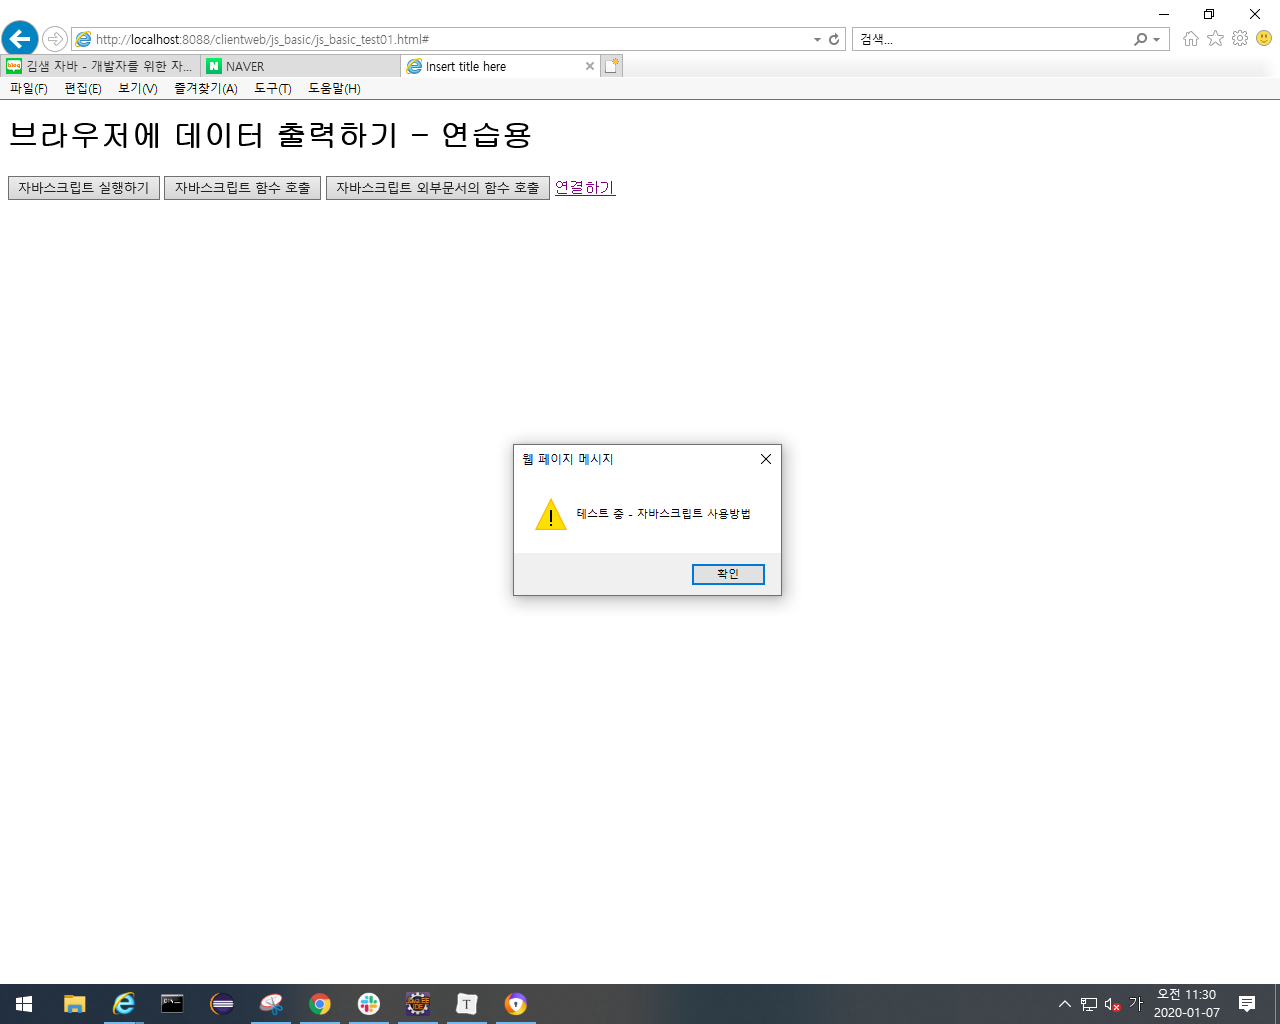 http://localhost:8088/clientweb/js_basic/js_basic_test01.html#
검색...
blog
김샘 자바 - 개발자를 위한 자...
N
NAVER
Insert title here
파일(F) 편집(E) 보기(V) 즐겨찾기(A) 도구(T) 도움말(H)
브라우저에 데이터 출력하기 - 연습용
자바스크립트 실행하기 자바스크립트 함수 호출 자바스크립트 외부문서의 함수 호출 연결하기
웹 페이지 메시지
테스트 중 - 자바스크립트 사용방법
확인
Java EE
IDE
T
가
오전 11:30
2020-01-07